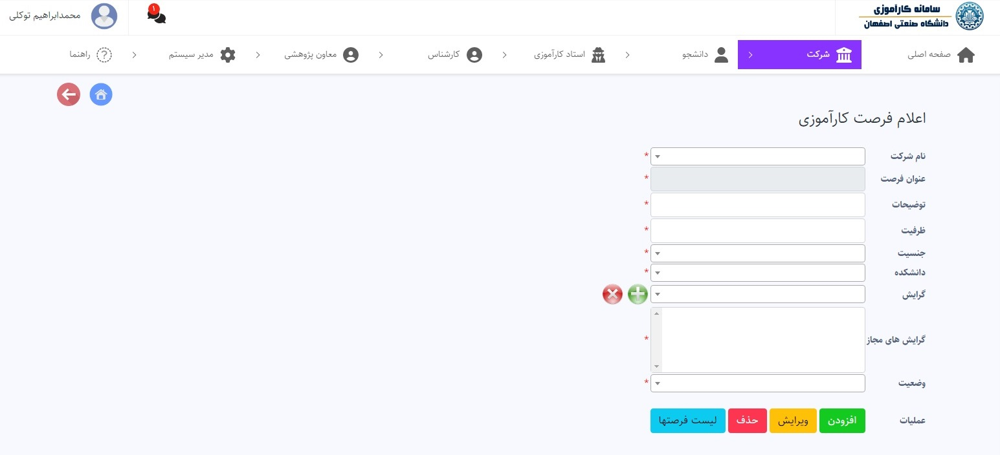 سامانه کارآموزی
دانشگاه صنعتی اصفهان
۱
محمدابراهیم توکلی
صفحه اصلی
شرکت
دانشجو
استاد کارآموزی
کارشناس
معاون پژوهشی
مدیر سیستم
راهنما
اعلام فرصت کارآموزی
نام شرکت *
عنوان فرصت *
توضیحات *
ظرفیت *
جنسیت *
دانشکده *
گرایش
گرایش های مجاز *
وضعیت *
عملیات افزودن ویرایش حذف لیست فرصتها